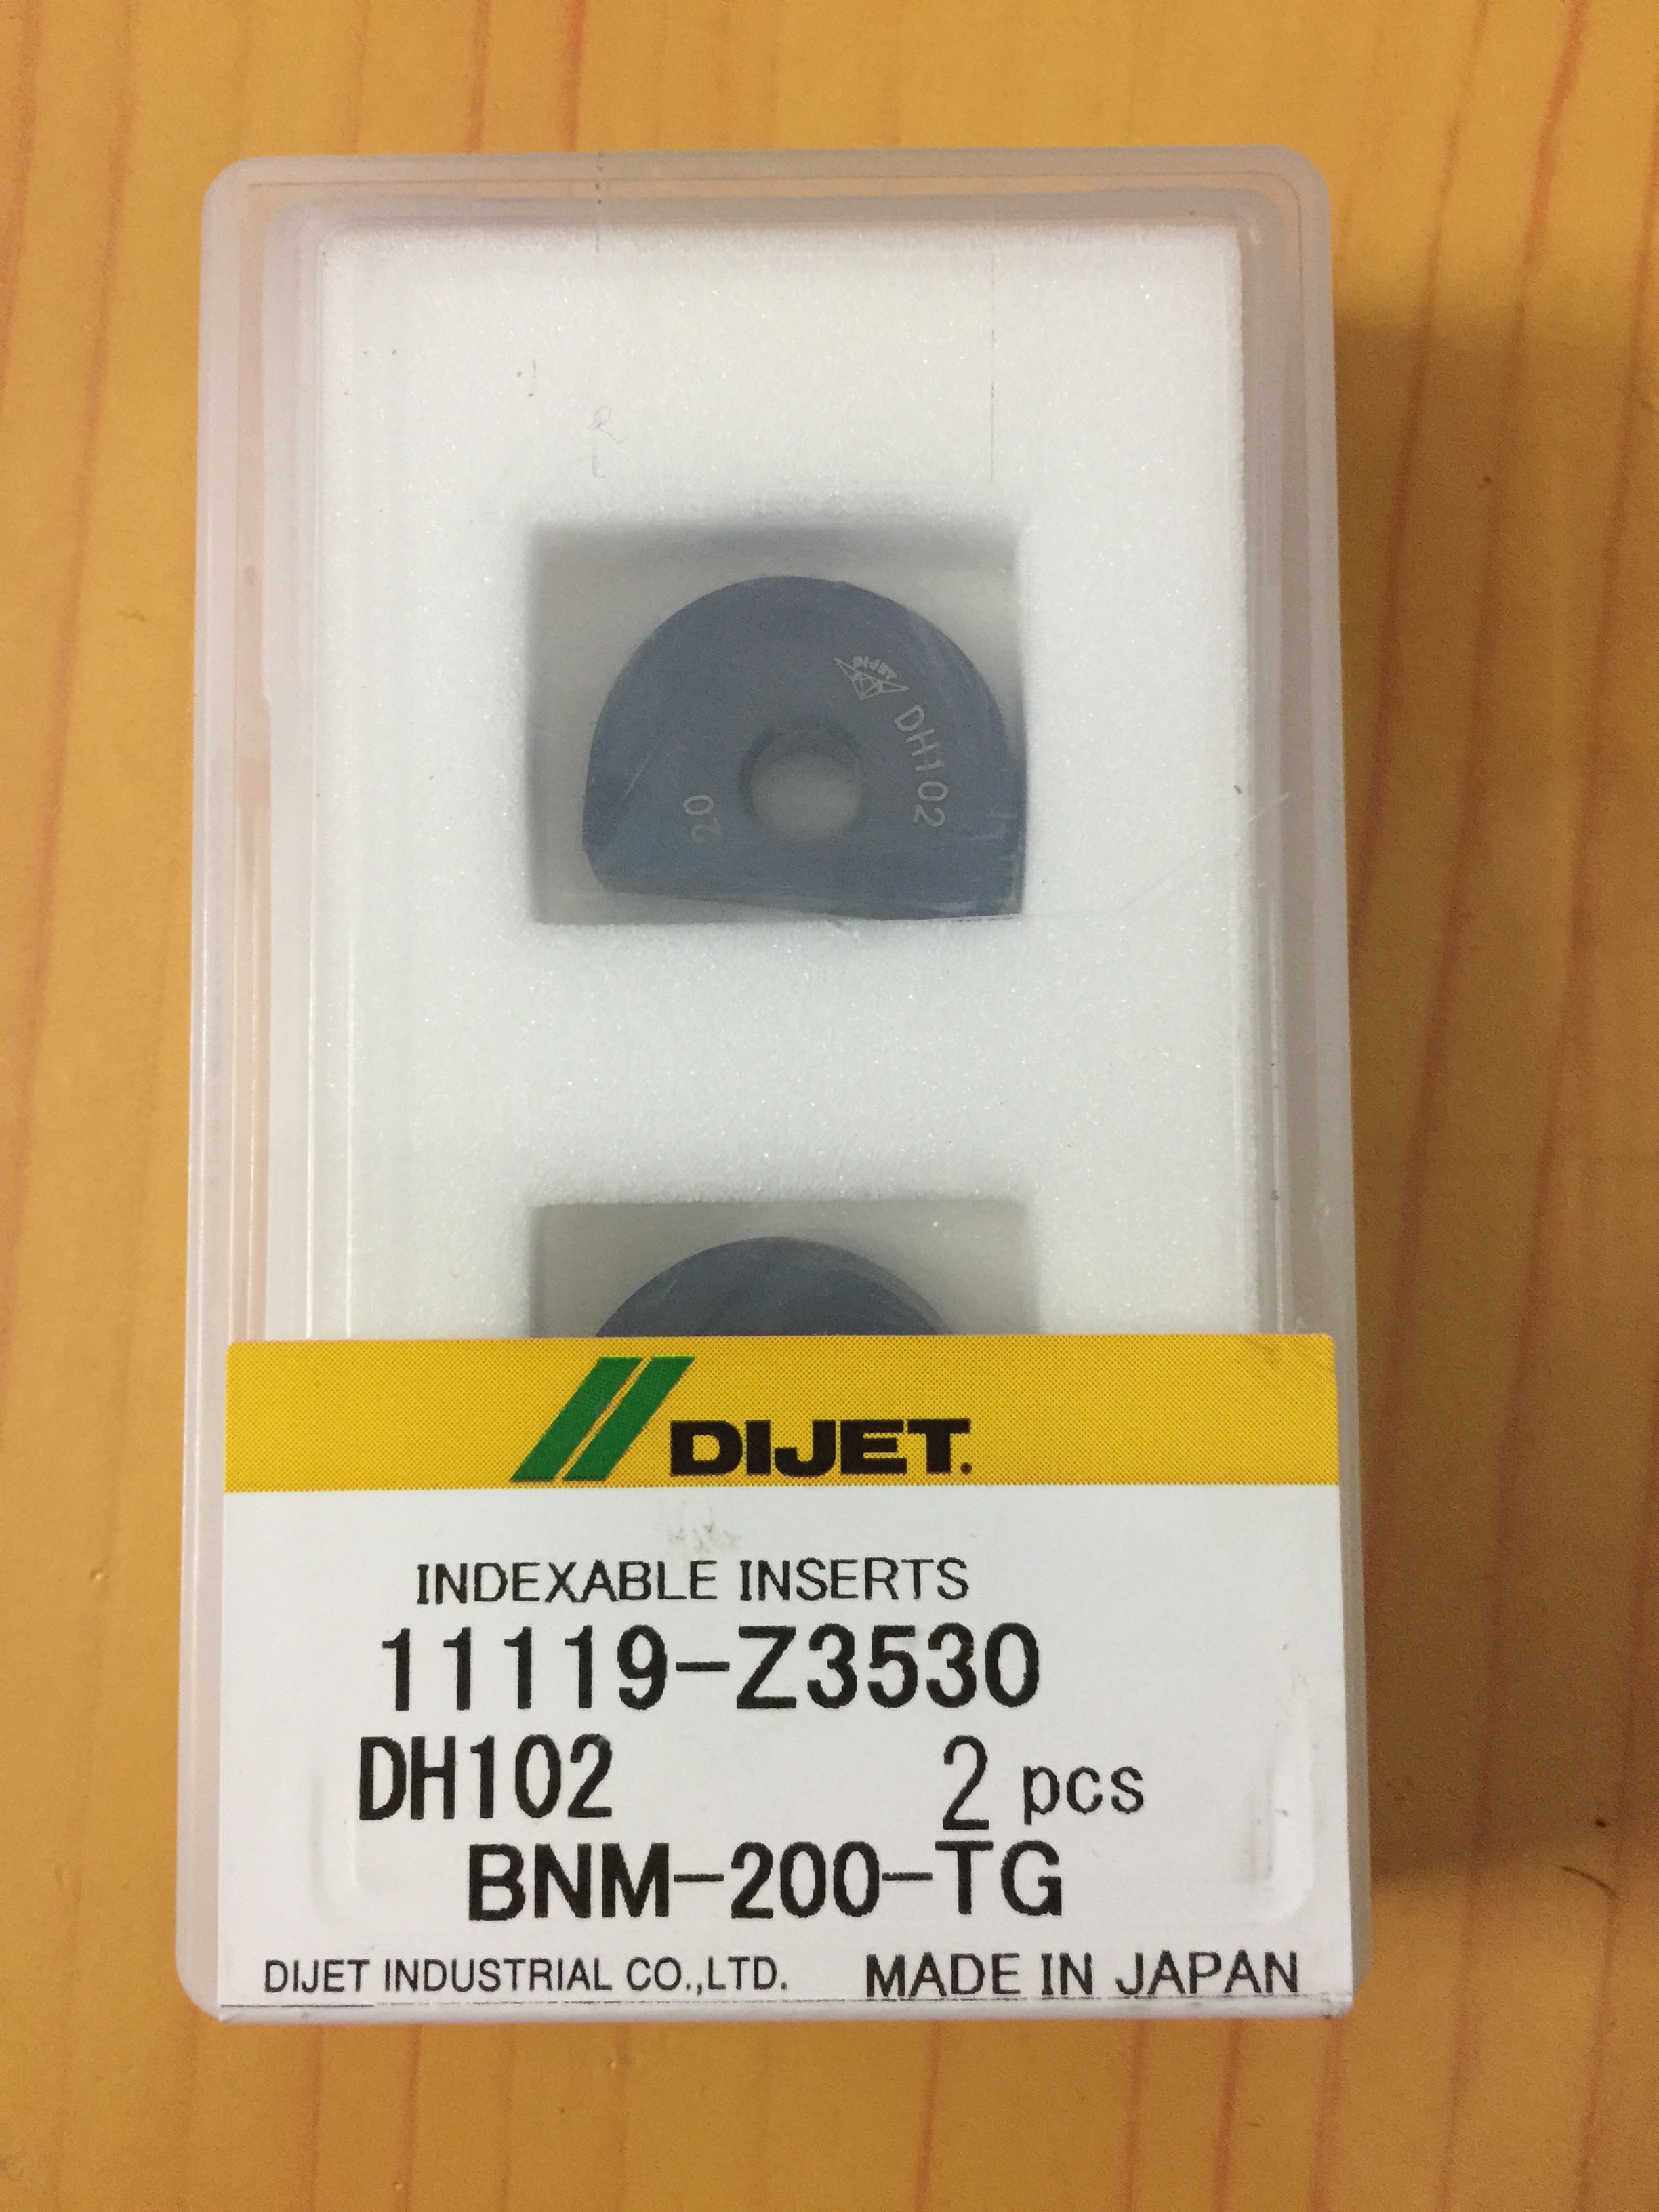 DIJET
DH102
20
DIJET.
INDEXABLE INSERTS
11119-Z3530
DH102 2 pcs
BNM-200-TG
DIJET INDUSTRIAL CO.,LTD. MADE IN JAPAN